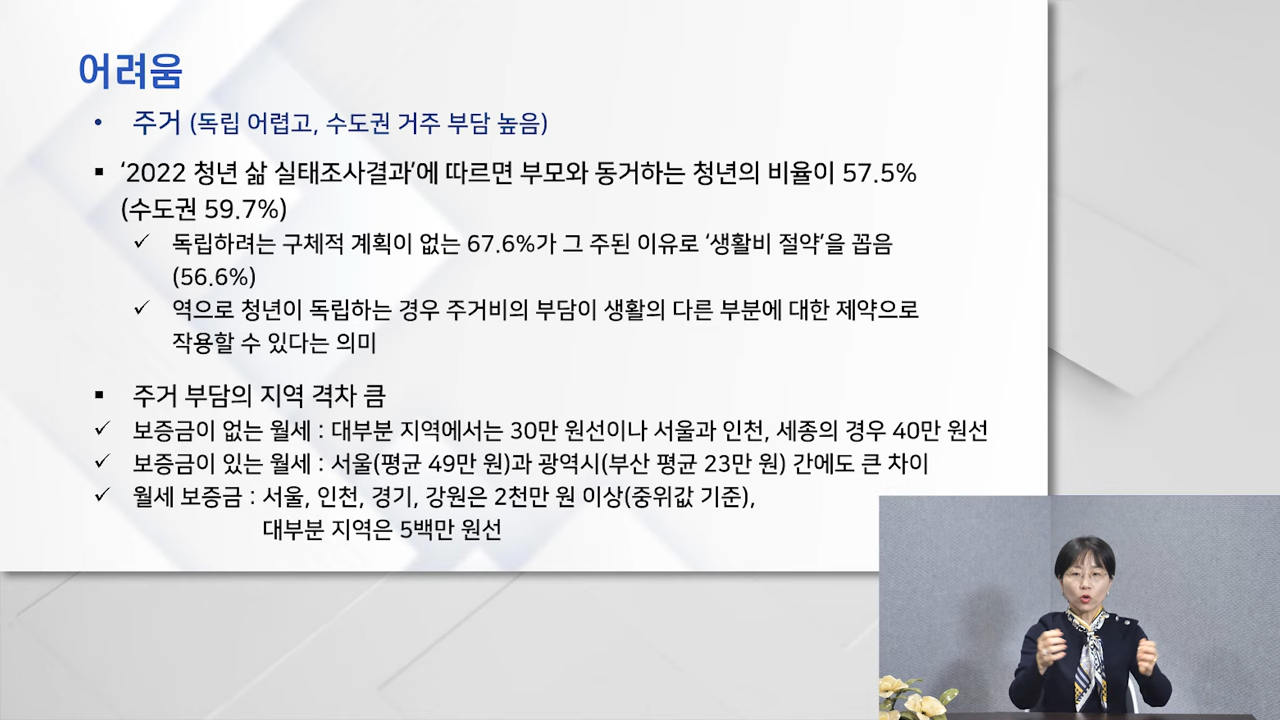 어려움
• 주거 (독립 어렵고, 수도권 거주 부담 높음)
▪ ‘2022 청년 삶 실태조사결과’에 따르면 부모와 동거하는 청년의 비율이 57.5%
(수도권 59.7%)
✓ 독립하려는 구체적 계획이 없는 67.6%가 그 주된 이유로 ‘생활비 절약’을 꼽음
(56.6%)
✓ 역으로 청년이 독립하는 경우 주거비의 부담이 생활의 다른 부분에 대한 제약으로
작용할 수 있다는 의미
▪ 주거 부담의 지역 격차 큼
✓ 보증금이 없는 월세 : 대부분 지역에서는 30만 원선이나 서울과 인천, 세종의 경우 40만 원선
✓ 보증금이 있는 월세 : 서울(평균 49만 원)과 광역시(부산 평균 23만 원) 간에도 큰 차이
✓ 월세 보증금 : 서울, 인천, 경기, 강원은 2천만 원 이상(중위값 기준),
대부분 지역은 5백만 원선